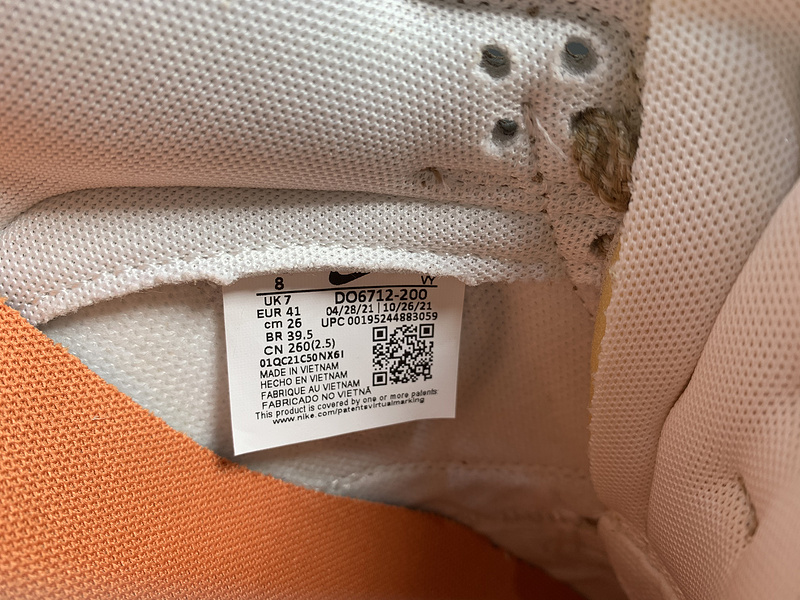 8
VY
UK 7
DO6712-200
EUR 41
04/28/21 | 10/26/21
cm 26
UPC 00195244883059
BR 39.5
CN 260(2.5)
01QC21C50NX6I
MADE IN VIETNAM
HECHO EN VIETNAM
FABRIQUE AU VIETNAM
FABRICADO NO VIETNÃ
This product is covered by one or more patents
www.nike.com/patentsvirtualmarking